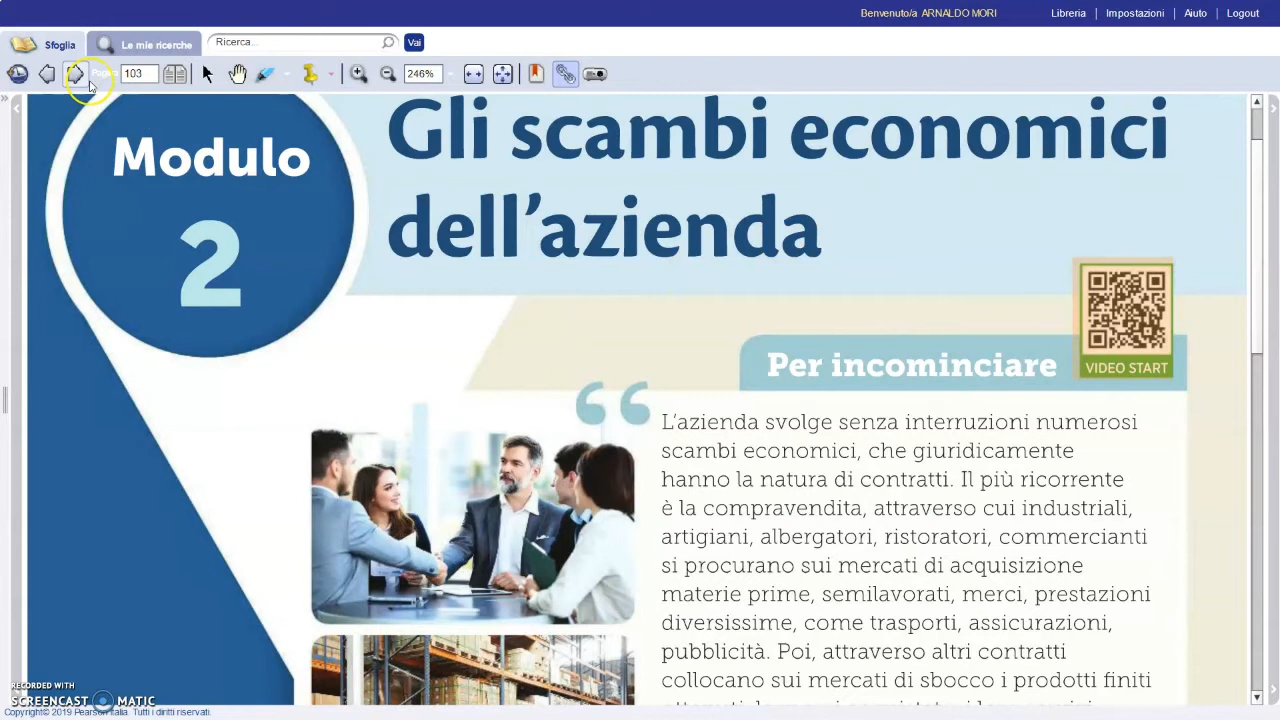 Benvenuto/a ARNALDO MORI
Libreria | Impostazioni | Aiuto | Logout
Sfoglia
Le mie ricerche
Ricerca...
Vai
103
246%
Modulo
2
Gli scambi economici
dell'azienda
VIDEO START
Per incominciare
“
L'azienda svolge senza interruzioni numerosi
scambi economici, che giuridicamente
hanno la natura di contratti. Il più ricorrente
è la compravendita, attraverso cui industriali,
artigiani, albergatori, ristoratori, commercianti
si procurano sui mercati di acquisizione
materie prime, semilavorati, merci, prestazioni
diversissime, come trasporti, assicurazioni,
pubblicità. Poi, attraverso altri contratti
collocano sui mercati di sbocco i prodotti finiti
RECORDED WITH
SCREENCAST MATIC
Copyright© 2019 Pearson Italia. Tutti i diritti riservati.